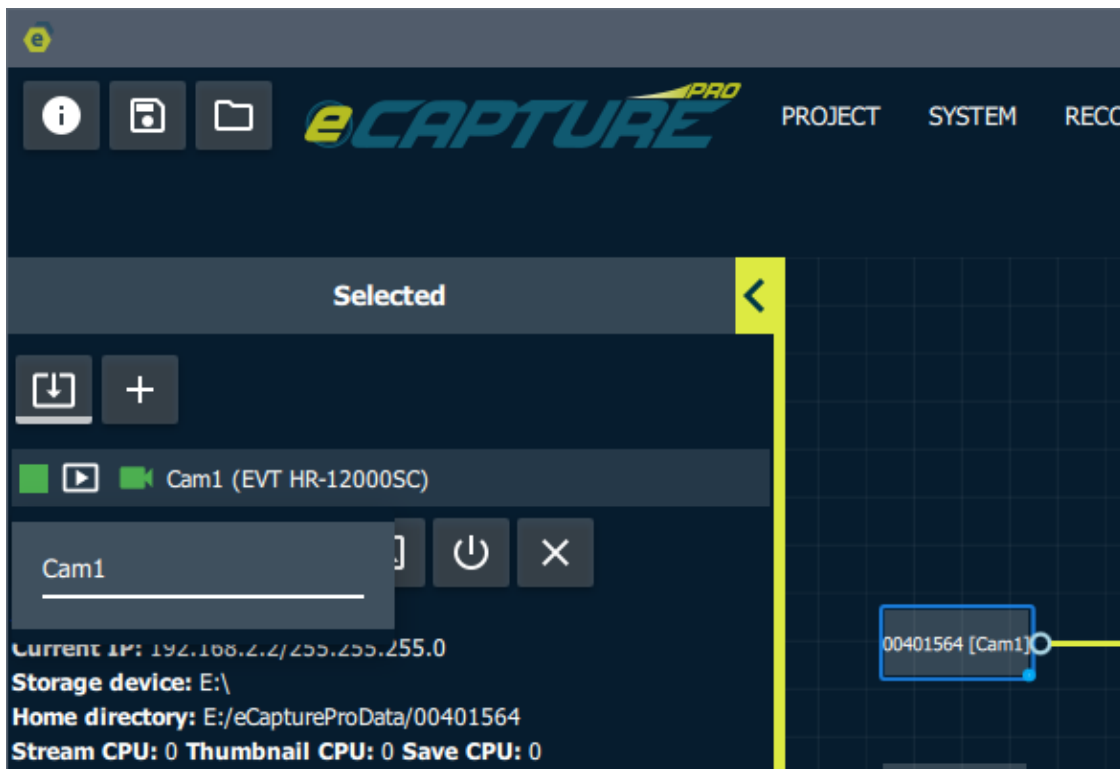 e
eCAPTURE PRO
PROJECT SYSTEM RECO
Selected
Cam1 (EVT HR-12000SC)
Cam1
Current IP: 192.168.2.2/255.255.255.0
Storage device: E:\
Home directory: E:/eCaptureProData/00401564
Stream CPU: 0 Thumbnail CPU: 0 Save CPU: 0
00401564 [Cam1]